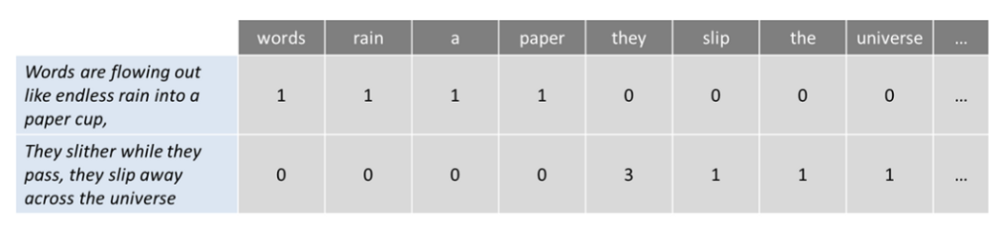 words rain a paper they slip the universe ...
Words are flowing out
like endless rain into a
paper cup,
1 1 1 1 0 0 0 0 ...
They slither while they
pass, they slip away
across the universe
0 0 0 0 3 1 1 1 ...